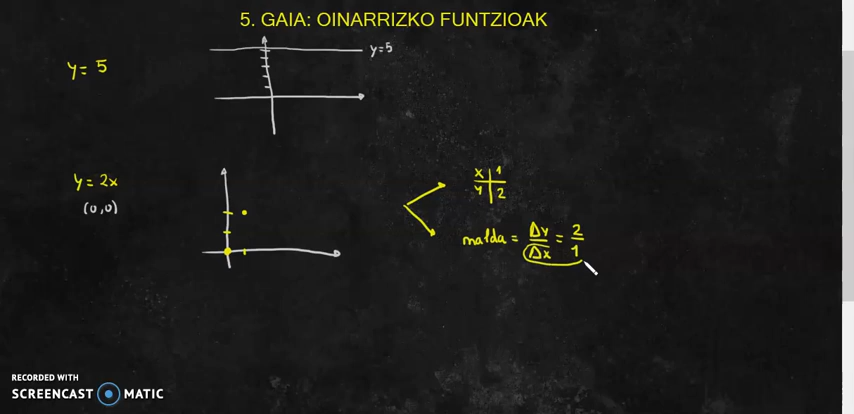 5. GAIA: OINARRIZKO FUNTZIOAK
y = 5
y=5
y = 2x
(0,0)
x | 1
y | 2
malda = Δy/Δx = 2/1
RECORDED WITH
SCREENCAST MATIC